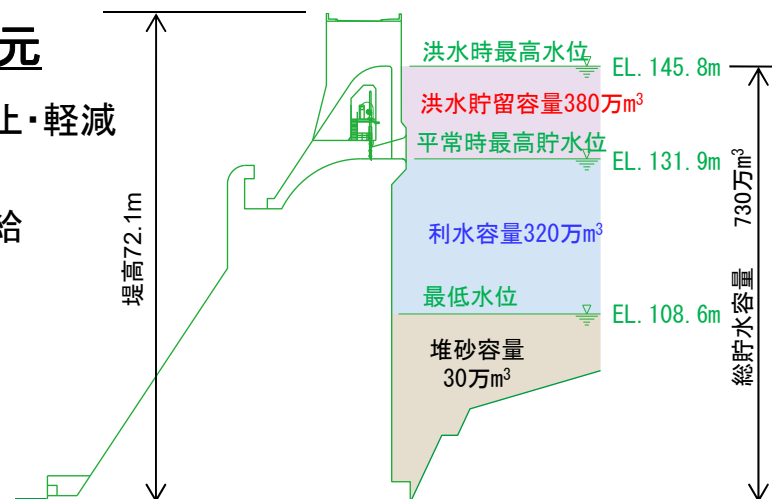 元
止・軽減
給
堤高72.1m
洪水時最高水位
EL.145.8m
洪水貯留容量380万m³
平常時最高貯水位
EL.131.9m
利水容量320万m³
最低水位
EL.108.6m
堆砂容量
30万m³
総貯水容量 730万m³